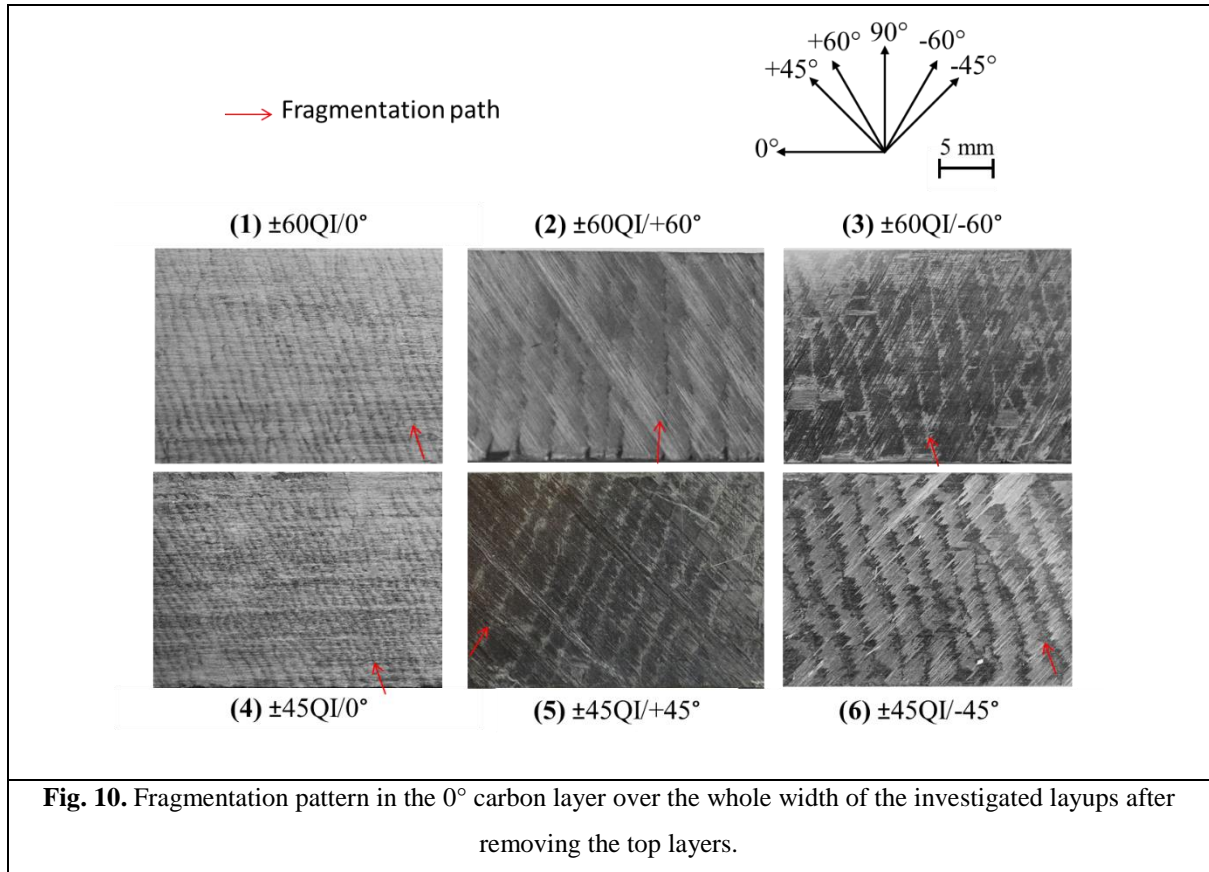 +60° 90° -60°
+45° -45°
Fragmentation path
0° 5 mm
(1) ±60QI/0° (2) ±60QI/+60° (3) ±60QI/-60°
(4) ±45QI/0° (5) ±45QI/+45° (6) ±45QI/-45°
Fig. 10. Fragmentation pattern in the 0° carbon layer over the whole width of the investigated layups after
removing the top layers.